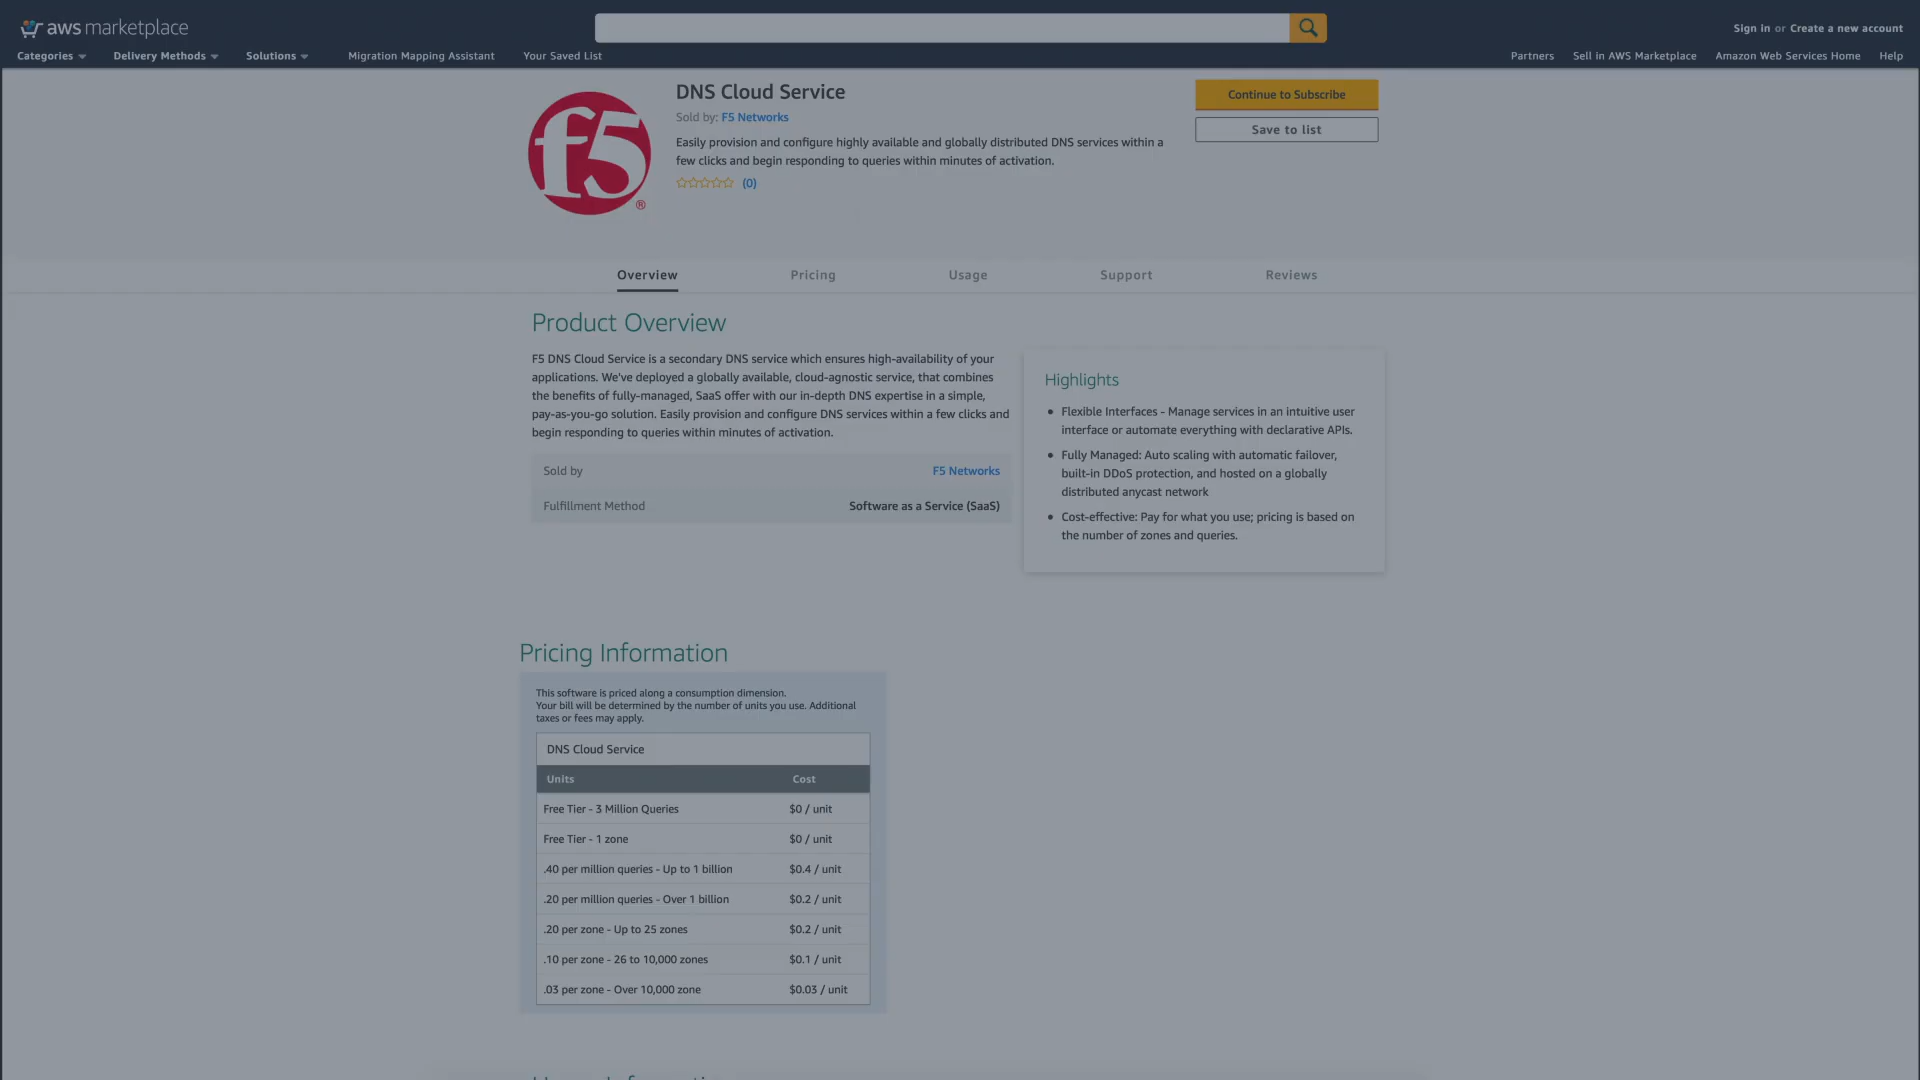 aws marketplace
Sign in or Create a new account
Categories
Delivery Methods
Solutions
Migration Mapping Assistant
Your Saved List
Partners
Sell in AWS Marketplace
Amazon Web Services Home
Help
f5
®
DNS Cloud Service
Sold by: F5 Networks
Easily provision and configure highly available and globally distributed DNS services within a
few clicks and begin responding to queries within minutes of activation.
(0)
Continue to Subscribe
Save to list
Overview
Pricing
Usage
Support
Reviews
Product Overview
F5 DNS Cloud Service is a secondary DNS service which ensures high-availability of your
applications. We've deployed a globally available, cloud-agnostic service, that combines
the benefits of fully-managed, SaaS offer with our in-depth DNS expertise in a simple,
pay-as-you-go solution. Easily provision and configure DNS services within a few clicks and
begin responding to queries within minutes of activation.
Sold by F5 Networks
Fulfillment Method Software as a Service (SaaS)
Highlights
• Flexible Interfaces - Manage services in an intuitive user
interface or automate everything with declarative APIs.
• Fully Managed: Auto scaling with automatic failover,
built-in DDoS protection, and hosted on a globally
distributed anycast network
• Cost-effective: Pay for what you use; pricing is based on
the number of zones and queries.
Pricing Information
This software is priced along a consumption dimension.
Your bill will be determined by the number of units you use. Additional
taxes or fees may apply.
DNS Cloud Service
Units Cost
Free Tier - 3 Million Queries $0 / unit
Free Tier - 1 zone $0 / unit
.40 per million queries - Up to 1 billion $0.4 / unit
.20 per million queries - Over 1 billion $0.2 / unit
.20 per zone - Up to 25 zones $0.2 / unit
.10 per zone - 26 to 10,000 zones $0.1 / unit
.03 per zone - Over 10,000 zone $0.03 / unit